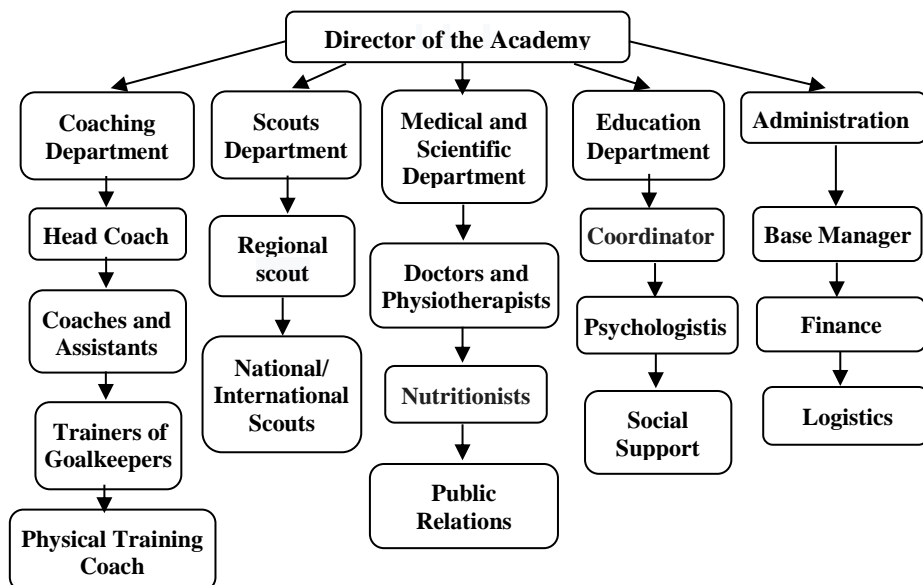 Director of the Academy
Coaching
Department
Scouts
Department
Medical and
Scientific
Department
Education
Department
Administration
Head Coach
Regional
scout
Doctors and
Physiotherapists
Coordinator
Base Manager
Coaches and
Assistants
National/
International
Scouts
Nutritionists
Psychologistis
Finance
Trainers of
Goalkeepers
Public
Relations
Social
Support
Logistics
Physical Training
Coach